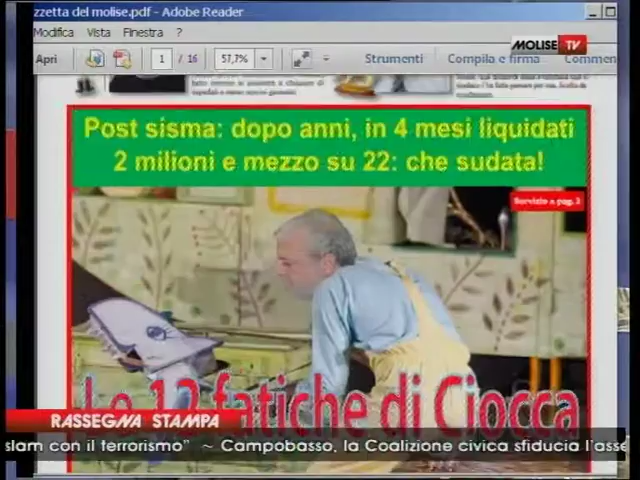 zzetta del molise.pdf - Adobe Reader
Modifica Vista Finestra ?
Apri 1 / 16 57,7% Strumenti Compila e firma Commen
MOLISE TV
Post sisma: dopo anni, in 4 mesi liquidati
2 milioni e mezzo su 22: che sudata!
Servizio a pag. 3
Le 12 fatiche di Ciocca
RASSEGNA STAMPA
slam con il terrorismo” ~ Campobasso, la Coalizione civica sfiducia l'asse